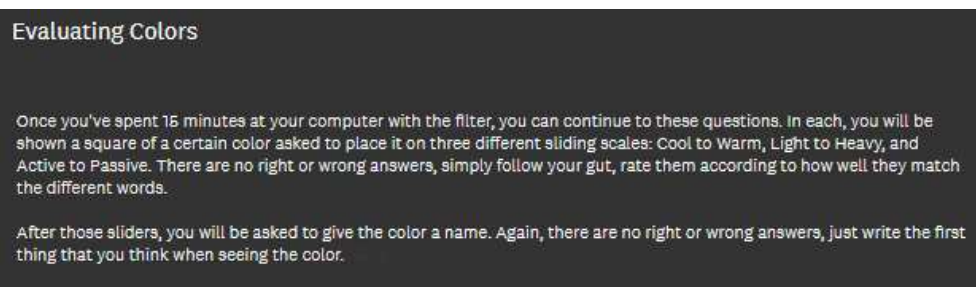 Evaluating Colors
Once you've spent 15 minutes at your computer with the filter, you can continue to these questions. In each, you will be
shown a square of a certain color asked to place it on three different sliding scales: Cool to Warm, Light to Heavy, and
Active to Passive. There are no right or wrong answers, simply follow your gut, rate them according to how well they match
the different words.
After those sliders, you will be asked to give the color a name. Again, there are no right or wrong answers, just write the first
thing that you think when seeing the color.